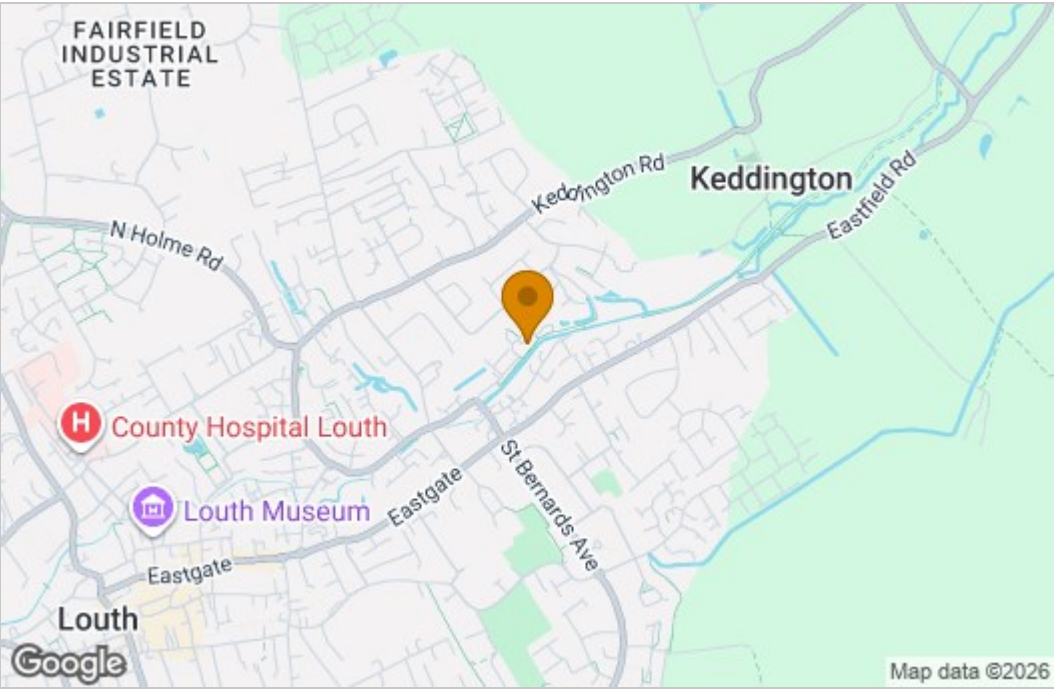 FAIRFIELD
INDUSTRIAL
ESTATE
Keddington Rd
Keddington
Eastfield Rd
N Holme Rd
H
County Hospital Louth
St Bernards Ave
Eastgate
Louth Museum
Eastgate
Louth
Google
Map data ©2026